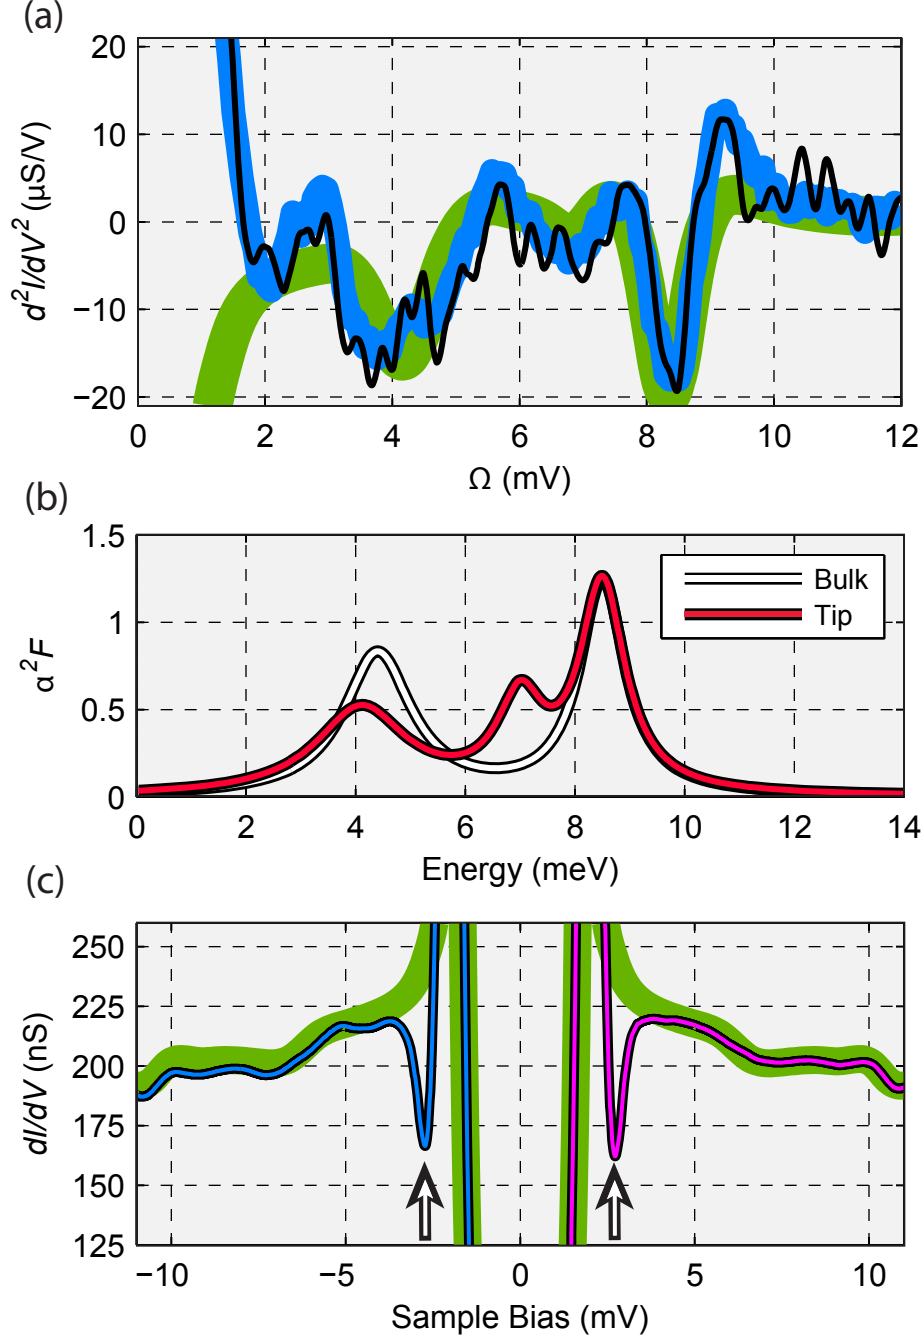 (a)
20
10
0
−10
−20
d²I/dV² (µS/V)
0 2 4 6 8 10 12
Ω (mV)
(b)
1.5
1
0.5
0
α²F
Bulk
Tip
0 2 4 6 8 10 12 14
Energy (meV)
(c)
250
225
200
175
150
125
dI/dV (nS)
−10 −5 0 5 10
Sample Bias (mV)